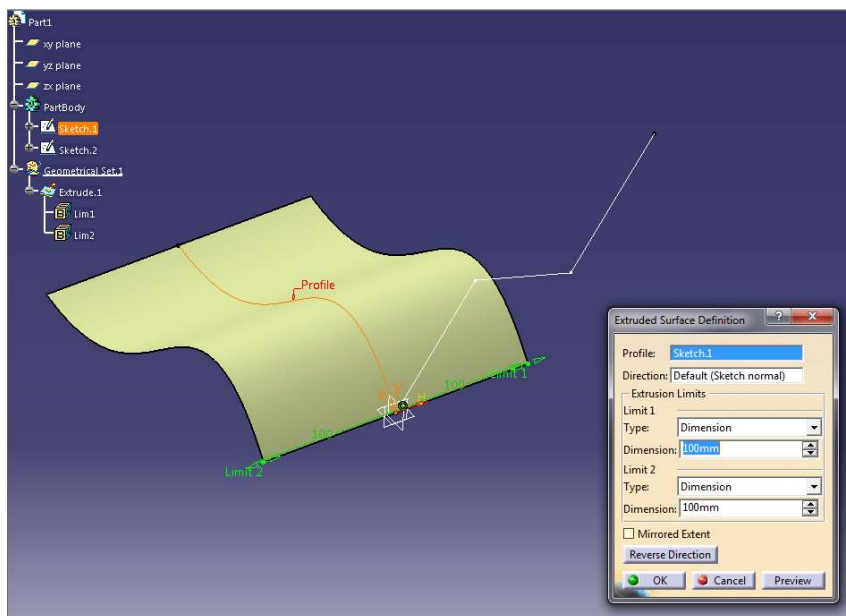 Part1
xy plane
yz plane
zx plane
PartBody
Sketch.1
Sketch.2
Geometrical Set.1
Extrude.1
Lim1
Lim2
Profile
100
Limit 1
H
100
Limit 2
Extruded Surface Definition
Profile: Sketch.1
Direction: Default (Sketch normal)
Extrusion Limits
Limit 1
Type: Dimension
Dimension: 100mm
Limit 2
Type: Dimension
Dimension: 100mm
Mirrored Extent
Reverse Direction
OK Cancel Preview